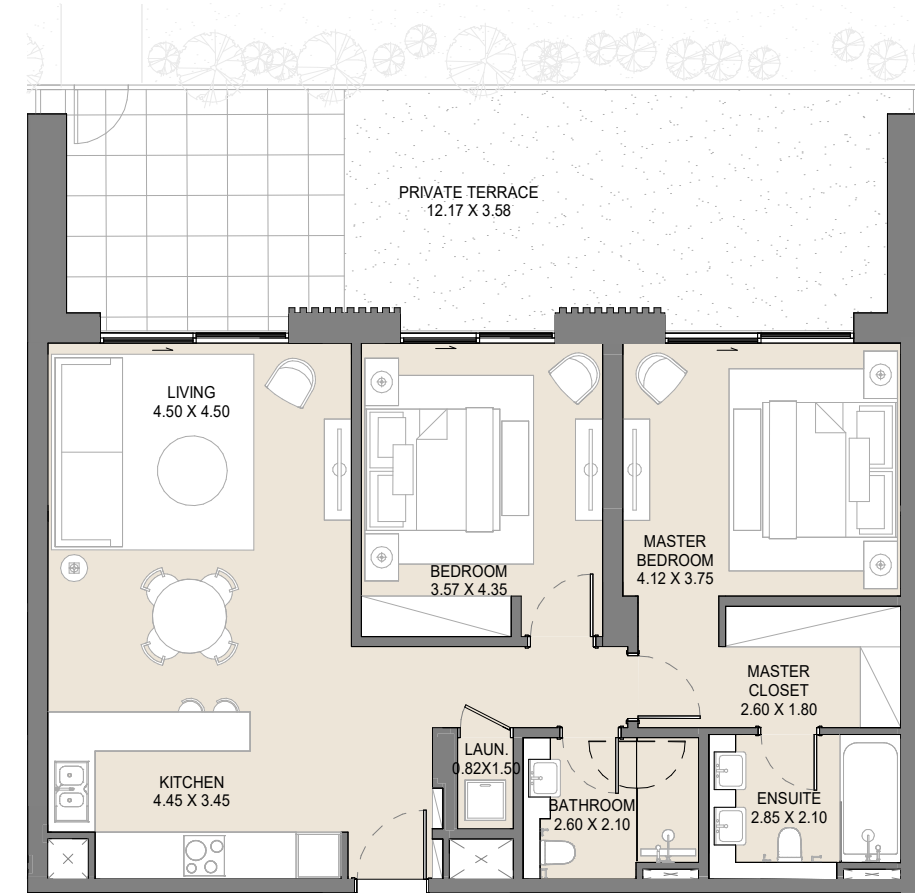 PRIVATE TERRACE
12.17 X 3.58
LIVING
4.50 X 4.50
BEDROOM
3.57 X 4.35
MASTER
BEDROOM
4.12 X 3.75
MASTER
CLOSET
2.60 X 1.80
LAUN.
0.82X1.50
KITCHEN
4.45 X 3.45
BATHROOM
2.60 X 2.10
ENSUITE
2.85 X 2.10